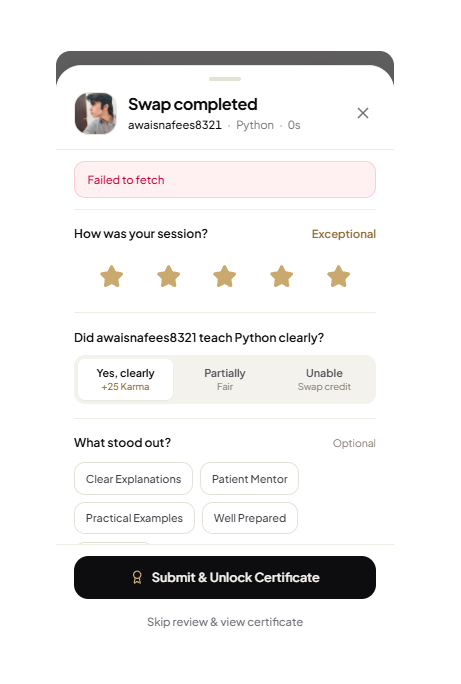 Swap completed
awaisnafees8321 · Python · 0s
Failed to fetch
How was your session? Exceptional
Did awaisnafees8321 teach Python clearly?
Yes, clearly Partially Unable
+25 Karma Fair Swap credit
What stood out? Optional
Clear Explanations Patient Mentor
Practical Examples Well Prepared
Submit & Unlock Certificate
Skip review & view certificate